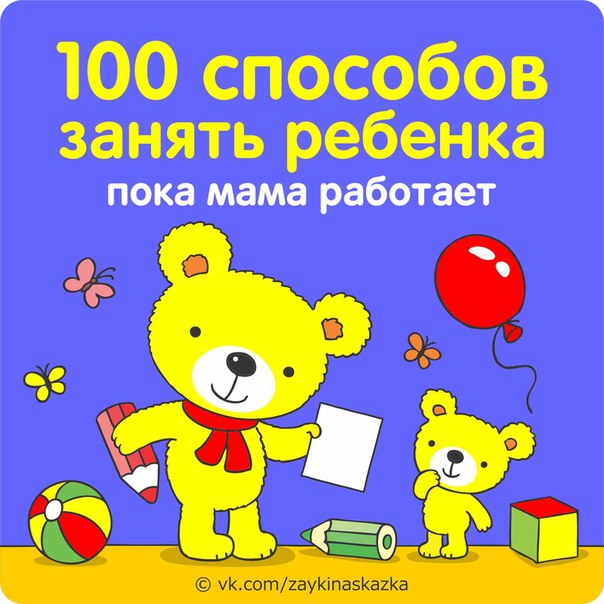 100 способов
занять ребенка
пока мама работает
© vk.com/zaykinaskazka